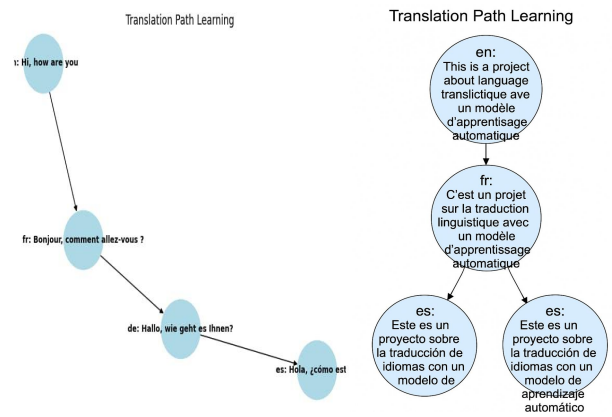 Translation Path Learning
: Hi, how are you
fr: Bonjour, comment allez-vous ?
de: Hallo, wie geht es Ihnen?
es: Hola, ¿cómo est
Translation Path Learning
en:
This is a project
about language
translictique ave
un modèle
d'apprentisage
automatique
fr:
C'est un projet
sur la traduction
linguistique avec
un modèle
d'apprentissage
automatique
es:
Este es un
proyecto sobre
la traducción de
idiomas con un
modelo de
es:
Este es un
proyecto sobre
la traducción de
idiomas con un
modelo de
aprendizaje
automático